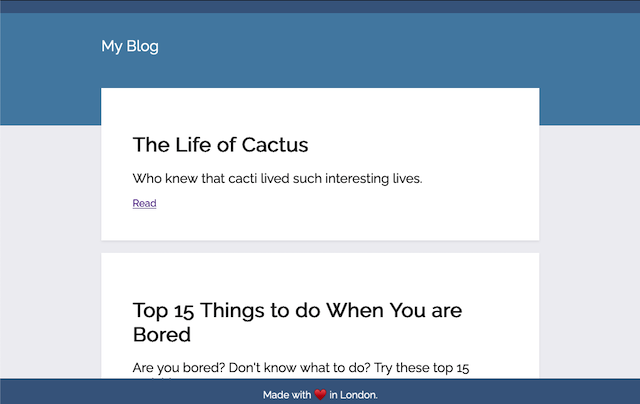 My Blog
The Life of Cactus
Who knew that cacti lived such interesting lives.
Read
Top 15 Things to do When You are
Bored
Are you bored? Don't know what to do? Try these top 15
Made with ❤️ in London.